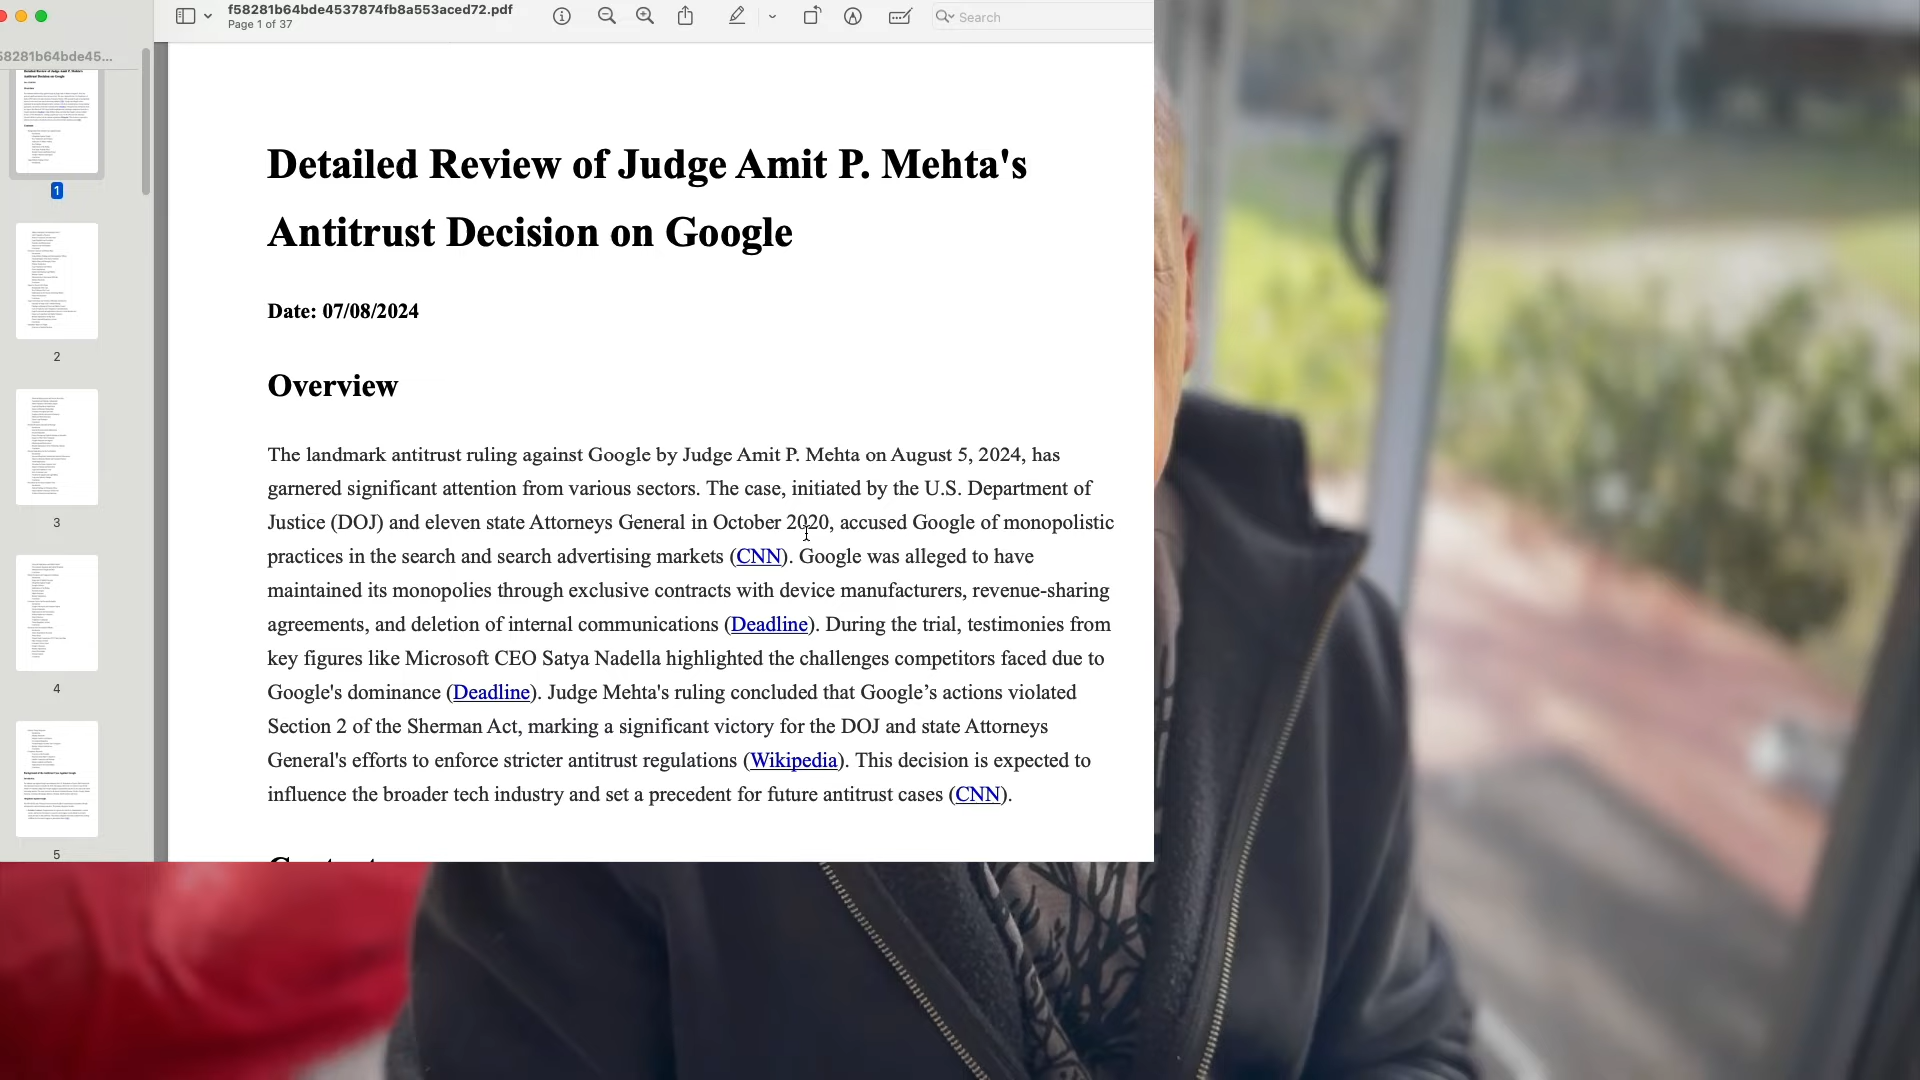 f58281b64bde4537874fb8a553aced72.pdf
Page 1 of 37
Search
58281b64bde45...
1
2
3
4
5
Detailed Review of Judge Amit P. Mehta's
Antitrust Decision on Google
Date: 07/08/2024
Overview
The landmark antitrust ruling against Google by Judge Amit P. Mehta on August 5, 2024, has
garnered significant attention from various sectors. The case, initiated by the U.S. Department of
Justice (DOJ) and eleven state Attorneys General in October 2020, accused Google of monopolistic
practices in the search and search advertising markets (CNN). Google was alleged to have
maintained its monopolies through exclusive contracts with device manufacturers, revenue-sharing
agreements, and deletion of internal communications (Deadline). During the trial, testimonies from
key figures like Microsoft CEO Satya Nadella highlighted the challenges competitors faced due to
Google's dominance (Deadline). Judge Mehta's ruling concluded that Google’s actions violated
Section 2 of the Sherman Act, marking a significant victory for the DOJ and state Attorneys
General's efforts to enforce stricter antitrust regulations (Wikipedia). This decision is expected to
influence the broader tech industry and set a precedent for future antitrust cases (CNN).